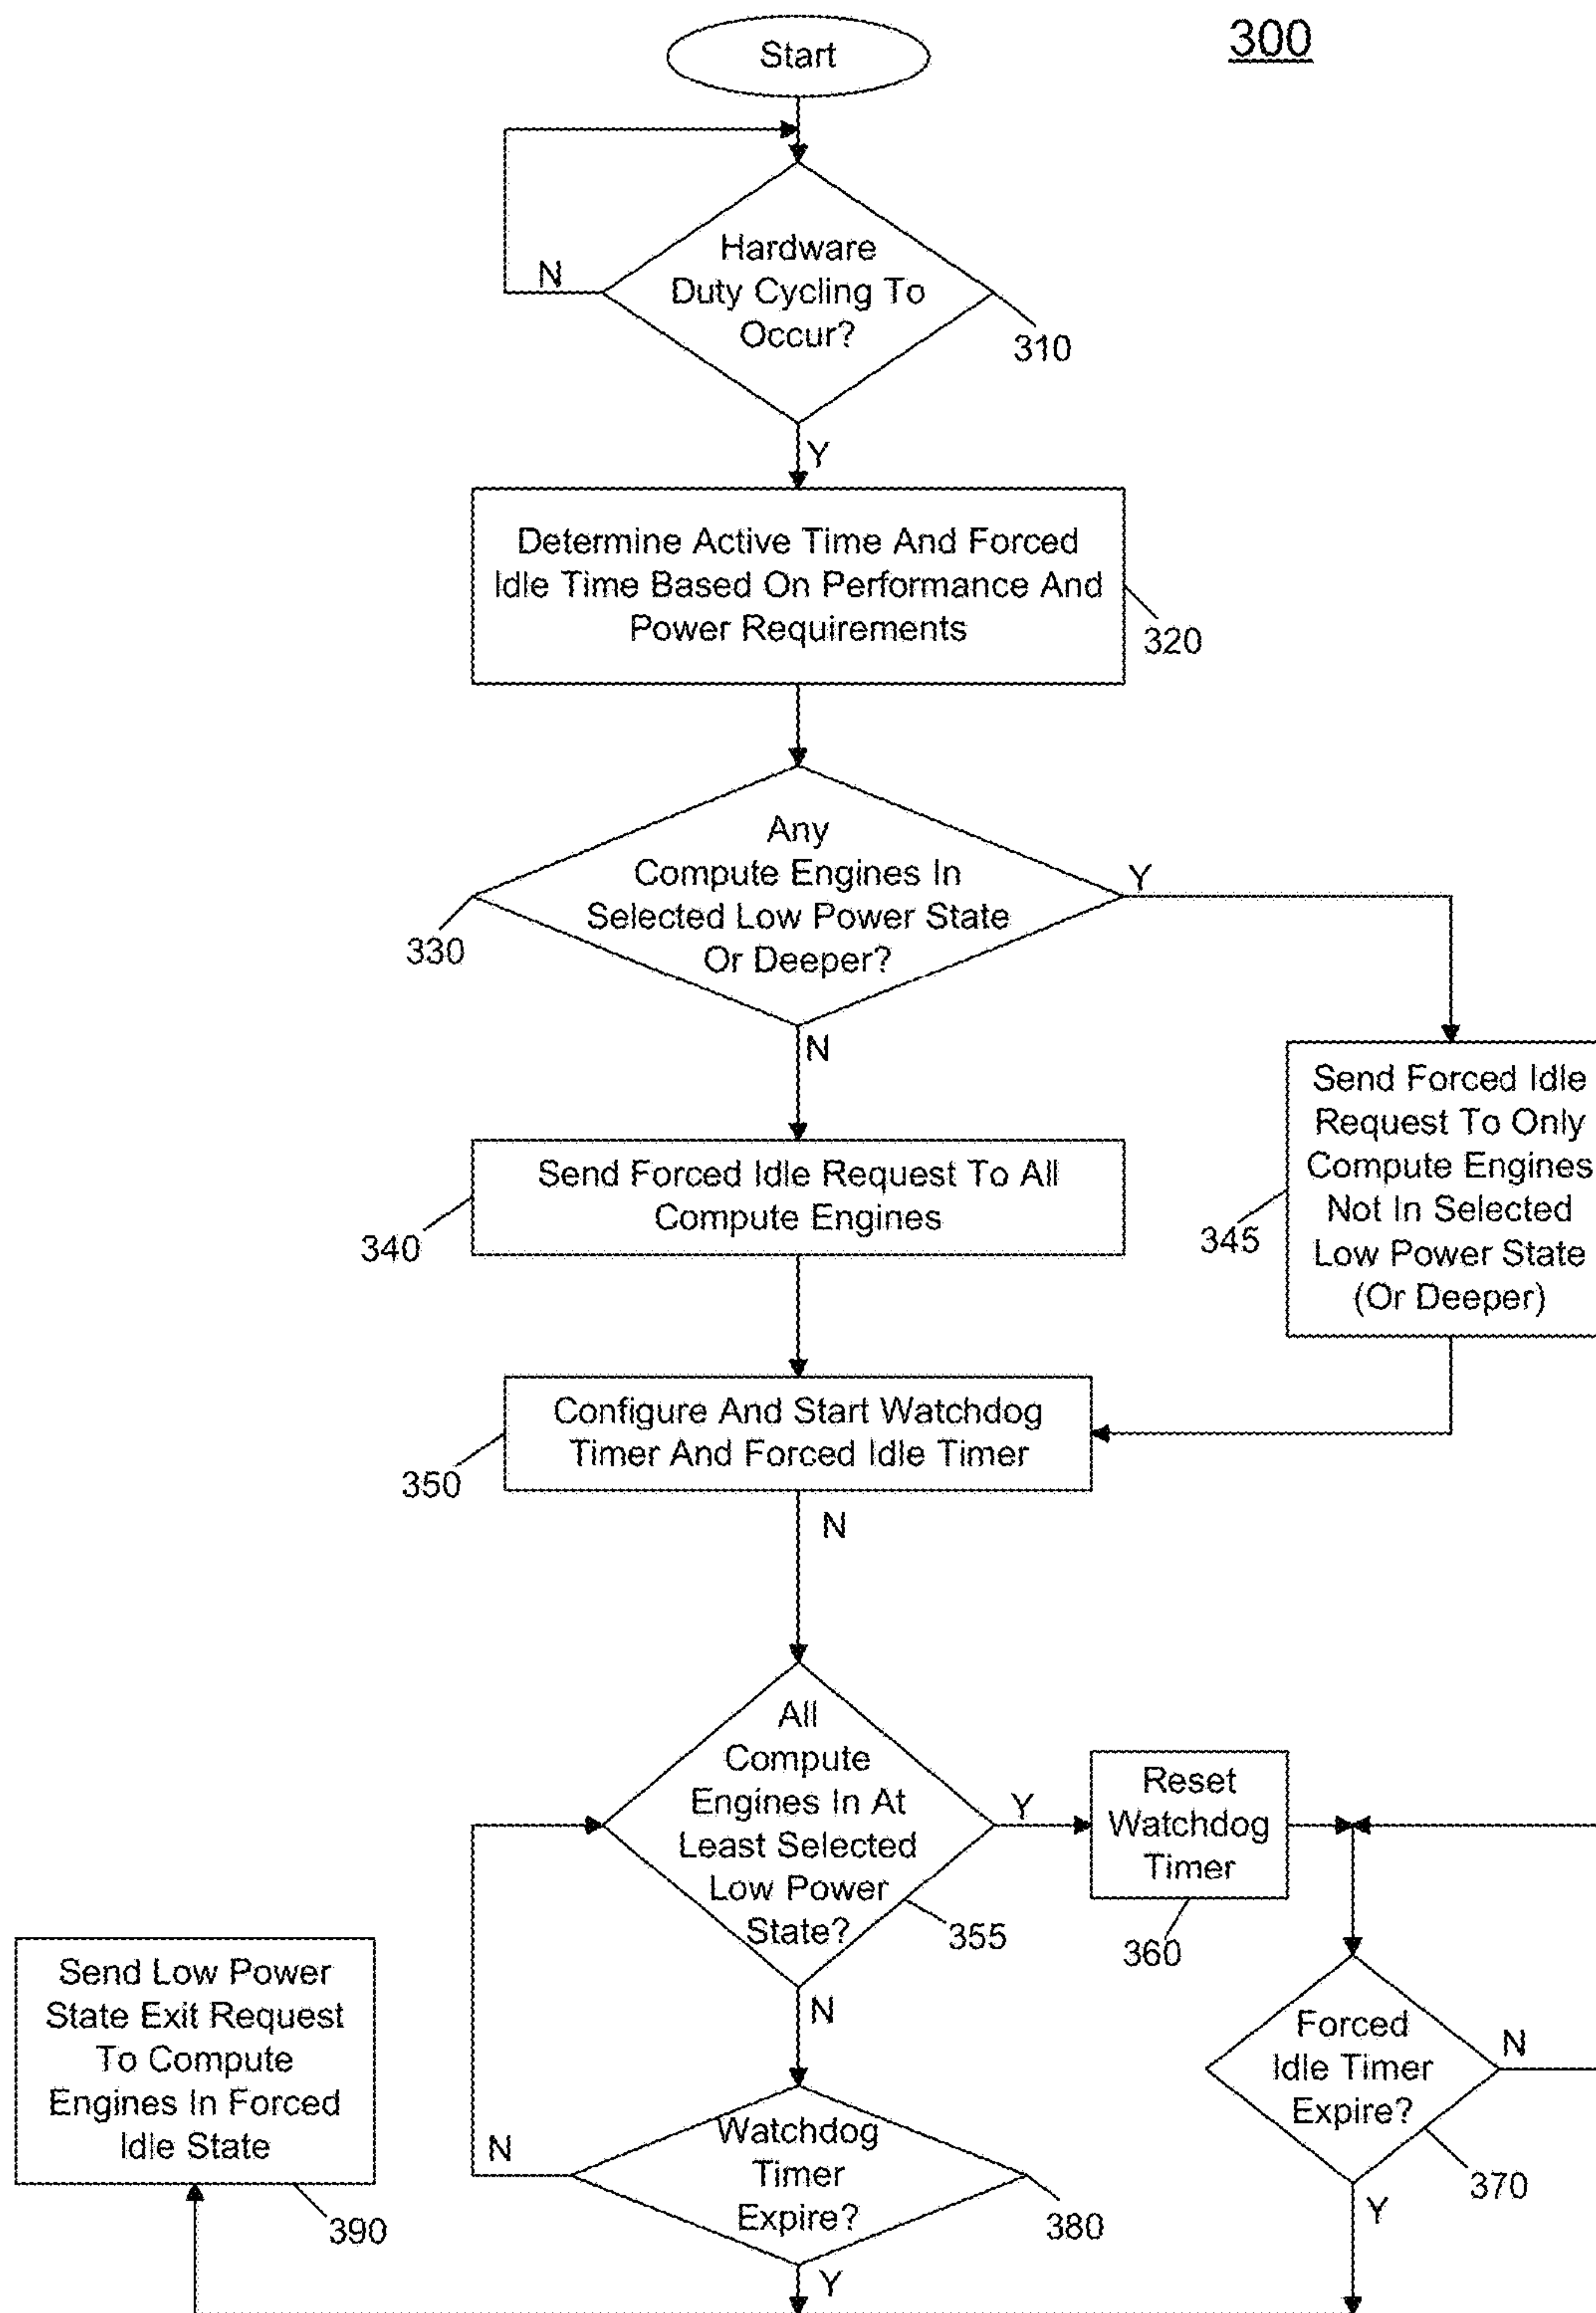 300
Start
Hardware
Duty Cycling To
Occur?
N
310
Y
Determine Active Time And Forced
Idle Time Based On Performance And
Power Requirements
320
Any
Compute Engines In
Selected Low Power State
Or Deeper?
Y
330
N
Send Forced Idle Request To All
Compute Engines
340
Send Forced Idle
Request To Only
Compute Engines
Not In Selected
Low Power State
(Or Deeper)
345
Configure And Start Watchdog
Timer And Forced Idle Timer
350
N
All
Compute
Engines In At
Least Selected
Low Power
State?
355
Y
Reset
Watchdog
Timer
360
N
Forced
Idle Timer
Expire?
N
370
Y
Send Low Power
State Exit Request
To Compute
Engines In Forced
Idle State
390
Watchdog
Timer
Expire?
N
380
Y